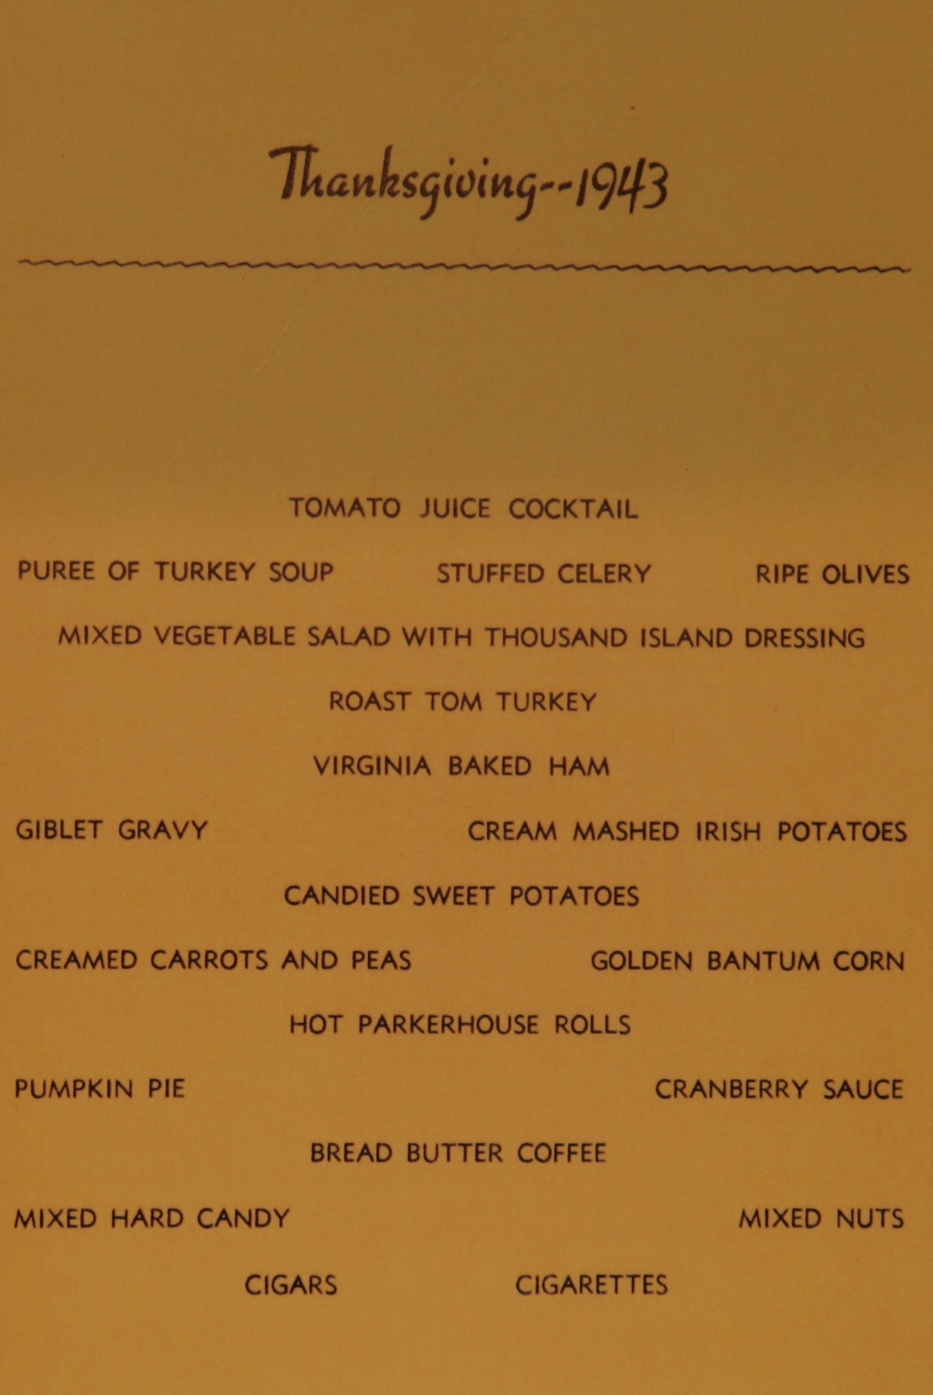 Thanksgiving--1943
TOMATO JUICE COCKTAIL
PUREE OF TURKEY SOUP STUFFED CELERY RIPE OLIVES
MIXED VEGETABLE SALAD WITH THOUSAND ISLAND DRESSING
ROAST TOM TURKEY
VIRGINIA BAKED HAM
GIBLET GRAVY CREAM MASHED IRISH POTATOES
CANDIED SWEET POTATOES
CREAMED CARROTS AND PEAS GOLDEN BANTUM CORN
HOT PARKERHOUSE ROLLS
PUMPKIN PIE CRANBERRY SAUCE
BREAD BUTTER COFFEE
MIXED HARD CANDY MIXED NUTS
CIGARS CIGARETTES